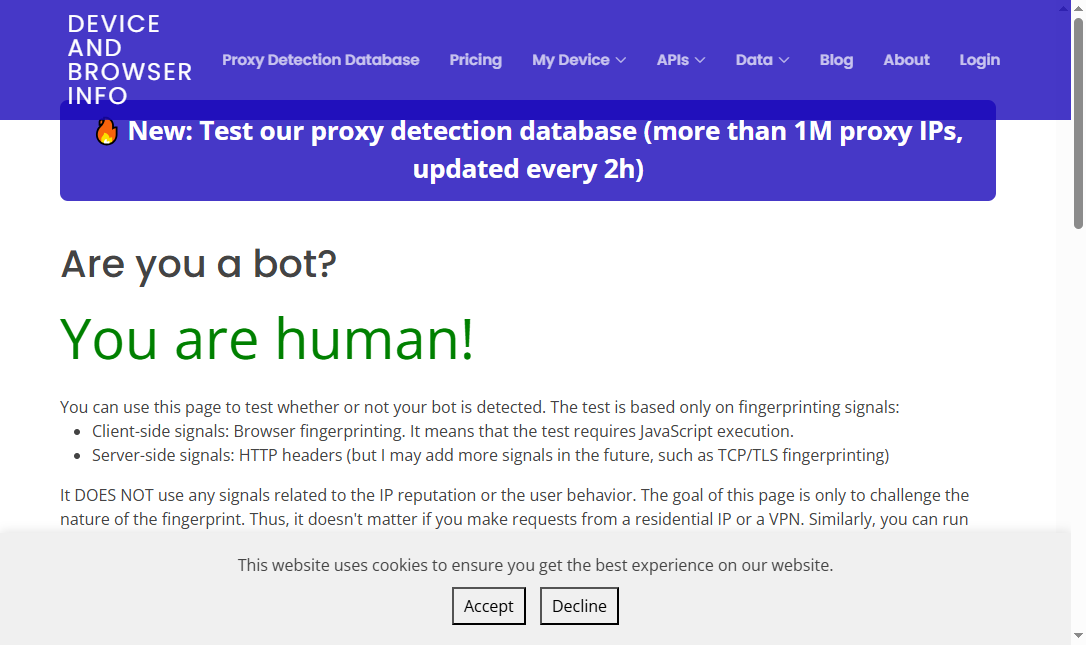 DEVICE
AND
BROWSER
INFO
Proxy Detection Database Pricing My Device APIs Data Blog About Login
New: Test our proxy detection database (more than 1M proxy IPs,
updated every 2h)
Are you a bot?
You are human!
You can use this page to test whether or not your bot is detected. The test is based only on fingerprinting signals:
Client-side signals: Browser fingerprinting. It means that the test requires JavaScript execution.
Server-side signals: HTTP headers (but I may add more signals in the future, such as TCP/TLS fingerprinting)
It DOES NOT use any signals related to the IP reputation or the user behavior. The goal of this page is only to challenge the
nature of the fingerprint. Thus, it doesn't matter if you make requests from a residential IP or a VPN. Similarly, you can run
This website uses cookies to ensure you get the best experience on our website.
Accept Decline